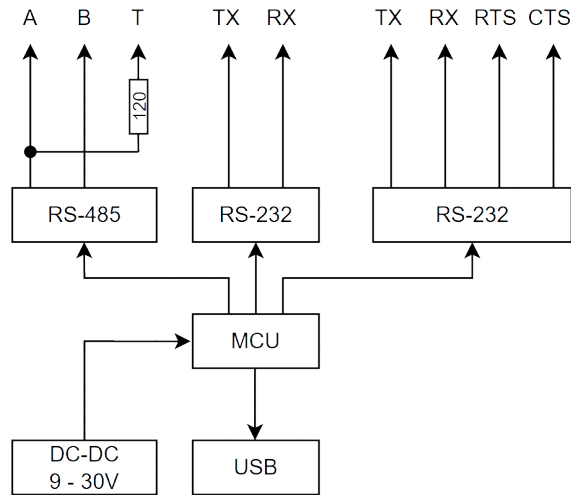 A B T TX RX TX RX RTS CTS
120
RS-485 RS-232 RS-232
MCU
DC-DC
9 - 30V
USB